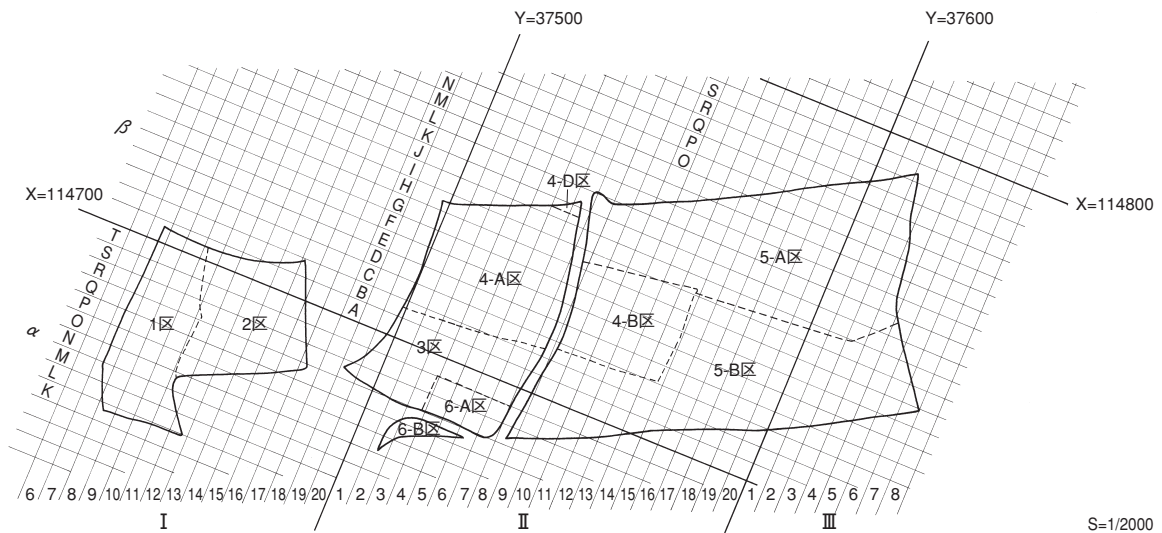 Y=37500
Y=37600
X=114700
X=114800
β
α
T
S
R
Q
P
O
N
M
L
K
N
M
L
K
J
I
H
G
F
E
D
C
B
A
S
R
Q
P
O
1区
2区
3区
4-A区
4-D区
4-B区
5-A区
5-B区
6-A区
6-B区
6 7 8 9 10 11 12 13 14 15 16 17 18 19 20 1 2 3 4 5 6 7 8 9 10 11 12 13 14 15 16 17 18 19 20 1 2 3 4 5 6 7 8
Ⅰ Ⅱ Ⅲ
S=1/2000